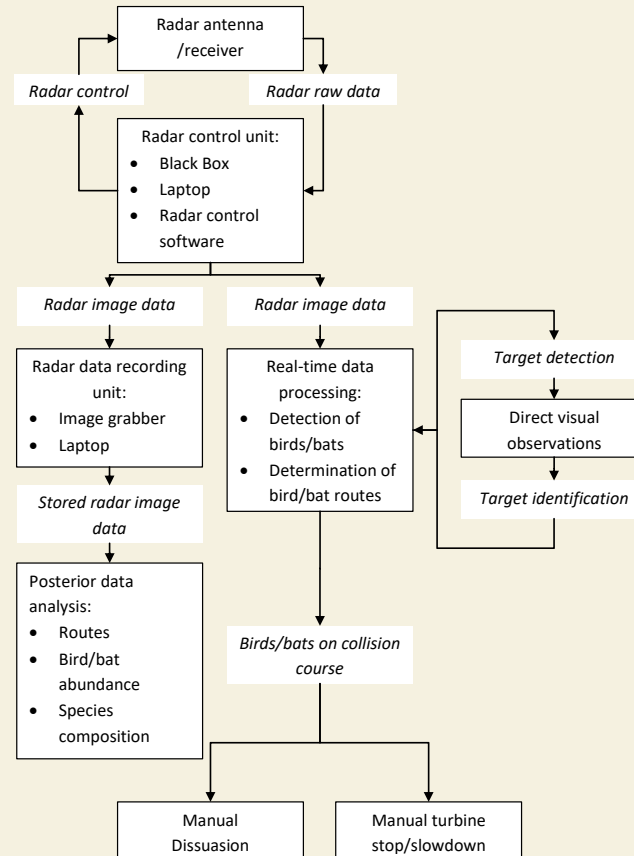 Radar antenna
/receiver
Radar control
Radar raw data
Radar control unit:
• Black Box
• Laptop
• Radar control
software
Radar image data
Radar image data
Radar data recording
unit:
• Image grabber
• Laptop
Real-time data
processing:
• Detection of
birds/bats
• Determination of
bird/bat routes
Target detection
Direct visual
observations
Target identification
Stored radar image
data
Posterior data
analysis:
• Routes
• Bird/bat
abundance
• Species
composition
Birds/bats on collision
course
Manual
Dissuasion
Manual turbine
stop/slowdown